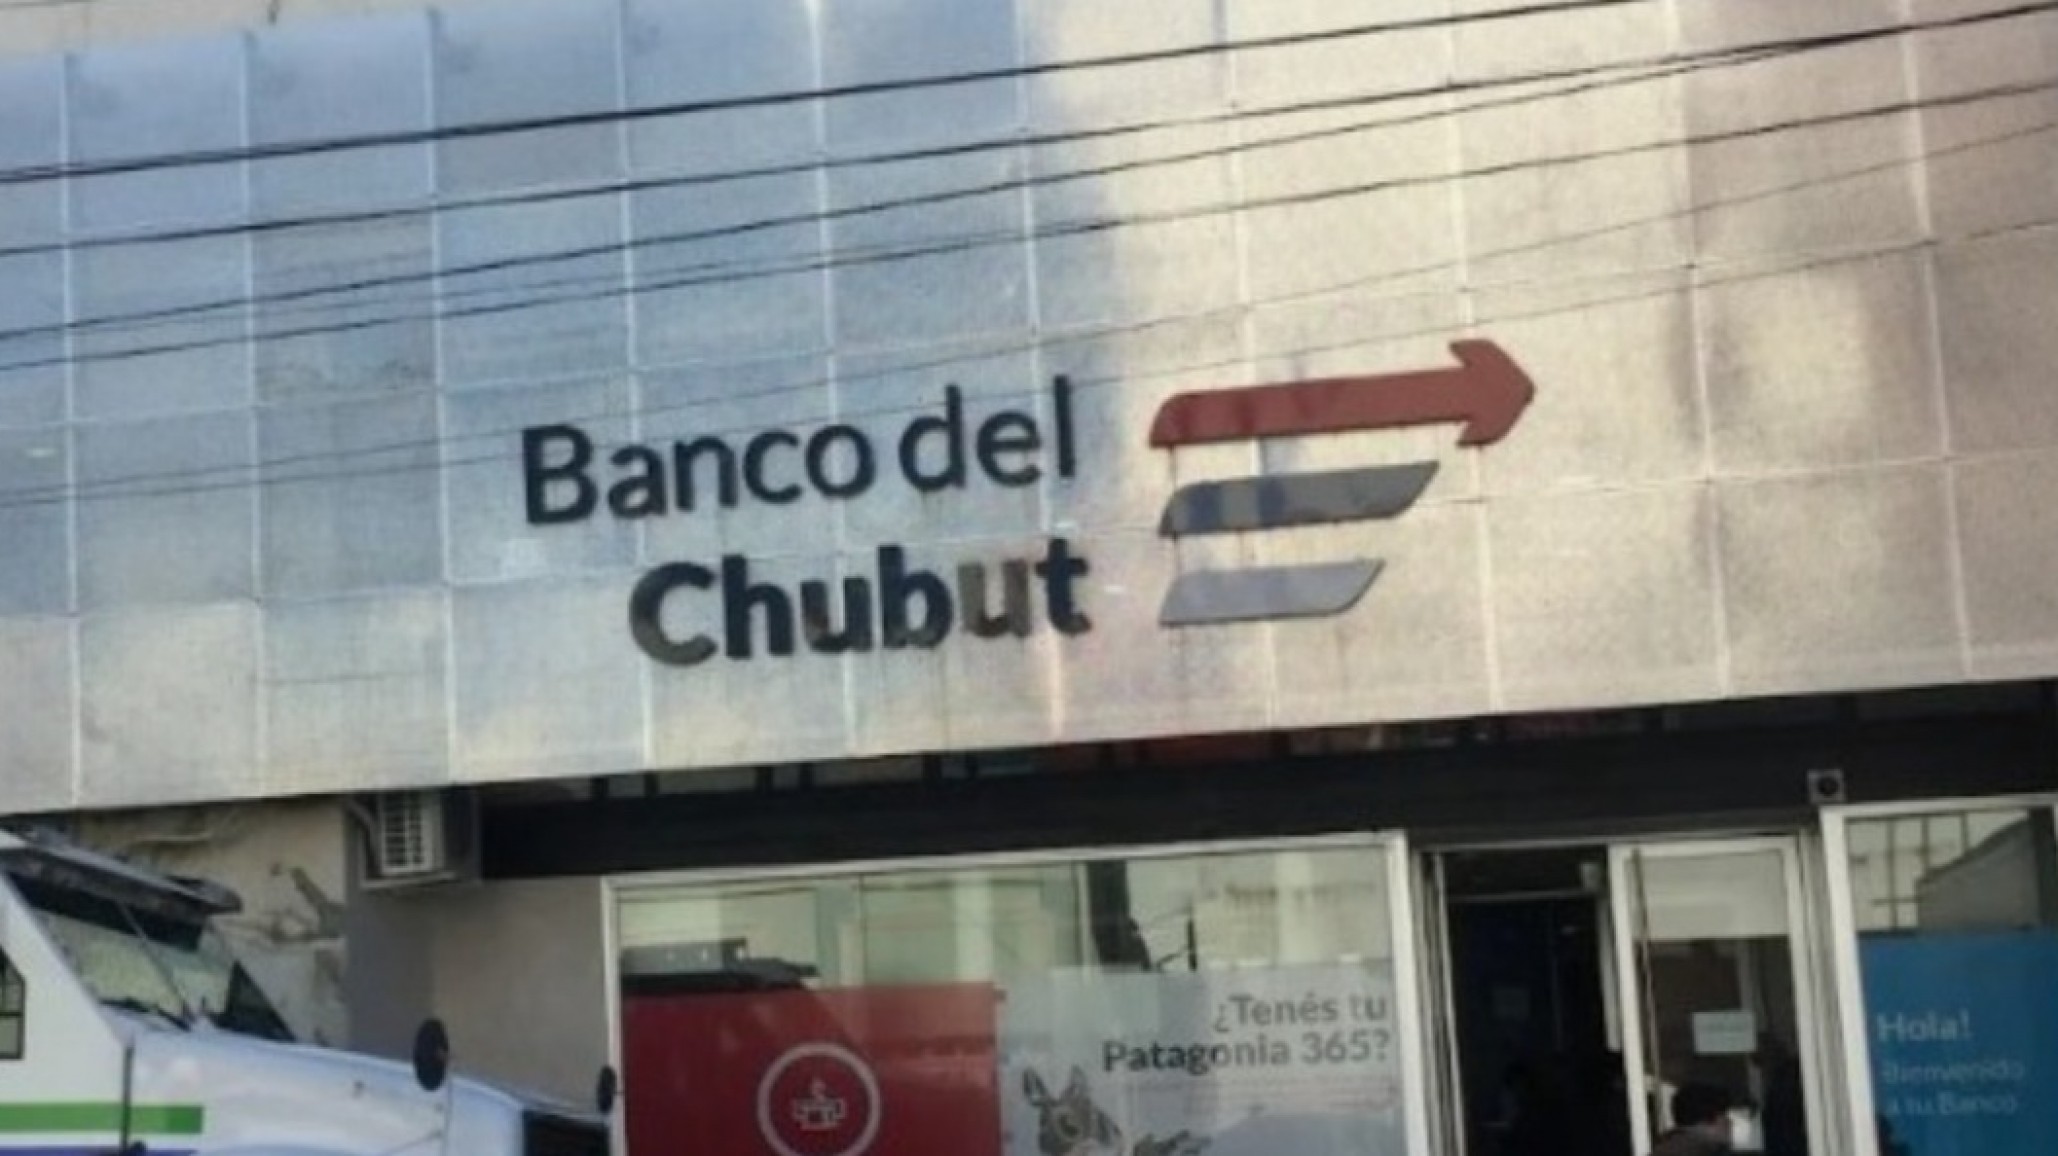 Banco del
Chubut
¿Tenés tu
Patagonia 365?
Hola!
Bienvenido
a tu Banco